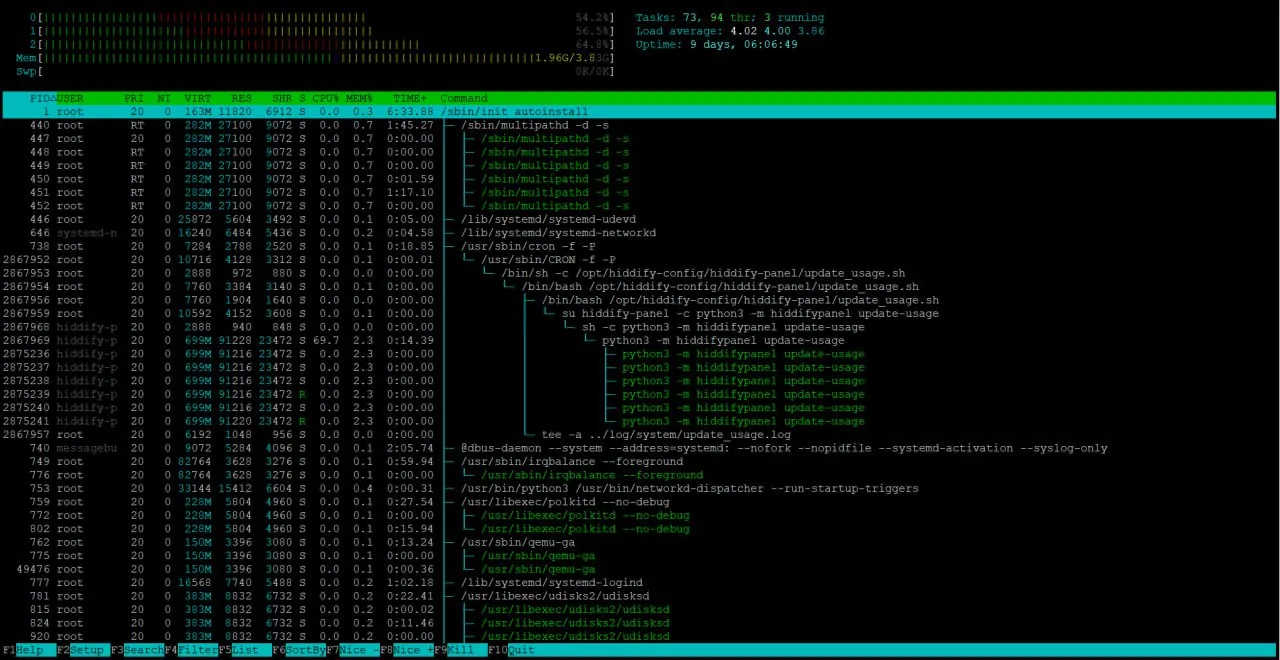 0[|||||||||||||||||||||||||||||||||||||||||||||||| 54.2%] Tasks: 73, 94 thr; 3 running
1[||||||||||||||||||||||||||||||||||||||||||||||||| 56.5%] Load average: 4.02 4.00 3.86
2[|||||||||||||||||||||||||||||||||||||||||||||||||||||||| 64.8%] Uptime: 9 days, 06:06:49
Mem[|||||||||||||||||||||||||||||||||||||||||||||||||||||||||||||||||||||||||1.96G/3.83G]
Swp[ 0K/0K]
PID△USER PRI NI VIRT RES SHR S CPU% MEM% TIME+ Command
1 root 20 0 163M 11820 6912 S 0.0 0.3 6:33.88 /sbin/init autoinstall
440 root RT 0 282M 27100 9072 S 0.0 0.7 1:45.27 ├─ /sbin/multipathd -d -s
447 root 20 0 282M 27100 9072 S 0.0 0.7 0:00.00 │ ├─ /sbin/multipathd -d -s
448 root RT 0 282M 27100 9072 S 0.0 0.7 0:00.00 │ ├─ /sbin/multipathd -d -s
449 root RT 0 282M 27100 9072 S 0.0 0.7 0:00.00 │ ├─ /sbin/multipathd -d -s
450 root RT 0 282M 27100 9072 S 0.0 0.7 0:01.59 │ ├─ /sbin/multipathd -d -s
451 root RT 0 282M 27100 9072 S 0.0 0.7 1:17.10 │ ├─ /sbin/multipathd -d -s
452 root RT 0 282M 27100 9072 S 0.0 0.7 0:00.00 │ └─ /sbin/multipathd -d -s
446 root 20 0 25872 5604 3492 S 0.0 0.1 0:05.00 ├─ /lib/systemd/systemd-udevd
646 systemd-n 20 0 16240 6484 5436 S 0.0 0.2 0:04.58 ├─ /lib/systemd/systemd-networkd
738 root 20 0 7284 2788 2520 S 0.0 0.1 0:18.85 ├─ /usr/sbin/cron -f -P
2867952 root 20 0 10716 4128 3312 S 0.0 0.1 0:00.01 │ └─ /usr/sbin/CRON -f -P
2867953 root 20 0 2888 972 880 S 0.0 0.0 0:00.00 │ └─ /bin/sh -c /opt/hiddify-config/hiddify-panel/update_usage.sh
2867954 root 20 0 7760 3384 3140 S 0.0 0.1 0:00.00 │ └─ /bin/bash /opt/hiddify-config/hiddify-panel/update_usage.sh
2867956 root 20 0 7760 1904 1640 S 0.0 0.0 0:00.00 │ ├─ /bin/bash /opt/hiddify-config/hiddify-panel/update_usage.sh
2867959 root 20 0 10592 4152 3608 S 0.0 0.1 0:00.00 │ │ └─ su hiddify-panel -c python3 -m hiddifypanel update-usage
2867968 hiddify-p 20 0 2888 940 848 S 0.0 0.0 0:00.00 │ │ └─ sh -c python3 -m hiddifypanel update-usage
2867969 hiddify-p 20 0 699M 91228 23472 S 69.7 2.3 0:14.39 │ │ └─ python3 -m hiddifypanel update-usage
2875236 hiddify-p 20 0 699M 91216 23472 S 0.0 2.3 0:00.00 │ │ ├─ python3 -m hiddifypanel update-usage
2875237 hiddify-p 20 0 699M 91216 23472 S 0.0 2.3 0:00.00 │ │ ├─ python3 -m hiddifypanel update-usage
2875238 hiddify-p 20 0 699M 91216 23472 S 0.0 2.3 0:00.00 │ │ ├─ python3 -m hiddifypanel update-usage
2875239 hiddify-p 20 0 699M 91216 23472 R 0.0 2.3 0:00.00 │ │ ├─ python3 -m hiddifypanel update-usage
2875240 hiddify-p 20 0 699M 91216 23472 S 0.0 2.3 0:00.00 │ │ ├─ python3 -m hiddifypanel update-usage
2875241 hiddify-p 20 0 699M 91220 23472 R 0.0 2.3 0:00.00 │ │ └─ python3 -m hiddifypanel update-usage
2867957 root 20 0 6192 1048 956 S 0.0 0.0 0:00.00 │ └─ tee -a ../log/system/update_usage.log
740 messagebu 20 0 9072 5284 4096 S 0.0 0.1 2:05.74 ├─ @dbus-daemon --system --address=systemd: --nofork --nopidfile --systemd-activation --syslog-only
749 root 20 0 82764 3628 3276 S 0.0 0.1 0:59.94 ├─ /usr/sbin/irqbalance --foreground
776 root 20 0 82764 3628 3276 S 0.0 0.1 0:00.00 │ └─ /usr/sbin/irqbalance --foreground
753 root 20 0 33144 15412 6604 S 0.0 0.4 0:00.31 ├─ /usr/bin/python3 /usr/bin/networkd-dispatcher --run-startup-triggers
759 root 20 0 228M 5804 4960 S 0.0 0.1 0:27.54 ├─ /usr/libexec/polkitd --no-debug
772 root 20 0 228M 5804 4960 S 0.0 0.1 0:00.00 │ ├─ /usr/libexec/polkitd --no-debug
802 root 20 0 228M 5804 4960 S 0.0 0.1 0:15.94 │ └─ /usr/libexec/polkitd --no-debug
762 root 20 0 150M 3396 3080 S 0.0 0.1 0:13.24 ├─ /usr/sbin/qemu-ga
775 root 20 0 150M 3396 3080 S 0.0 0.1 0:00.00 │ ├─ /usr/sbin/qemu-ga
49476 root 20 0 150M 3396 3080 S 0.0 0.1 0:00.36 │ └─ /usr/sbin/qemu-ga
777 root 20 0 16568 7740 5488 S 0.0 0.2 1:02.18 ├─ /lib/systemd/systemd-logind
781 root 20 0 383M 8832 6732 S 0.0 0.2 0:22.41 ├─ /usr/libexec/udisks2/udisksd
815 root 20 0 383M 8832 6732 S 0.0 0.2 0:00.02 │ ├─ /usr/libexec/udisks2/udisksd
824 root 20 0 383M 8832 6732 S 0.0 0.2 0:11.46 │ ├─ /usr/libexec/udisks2/udisksd
920 root 20 0 383M 8832 6732 S 0.0 0.2 0:00.00 │ ├─ /usr/libexec/udisks2/udisksd
F1Help F2Setup F3SearchF4FilterF5List F6SortByF7Nice -F8Nice +F9Kill F10Quit